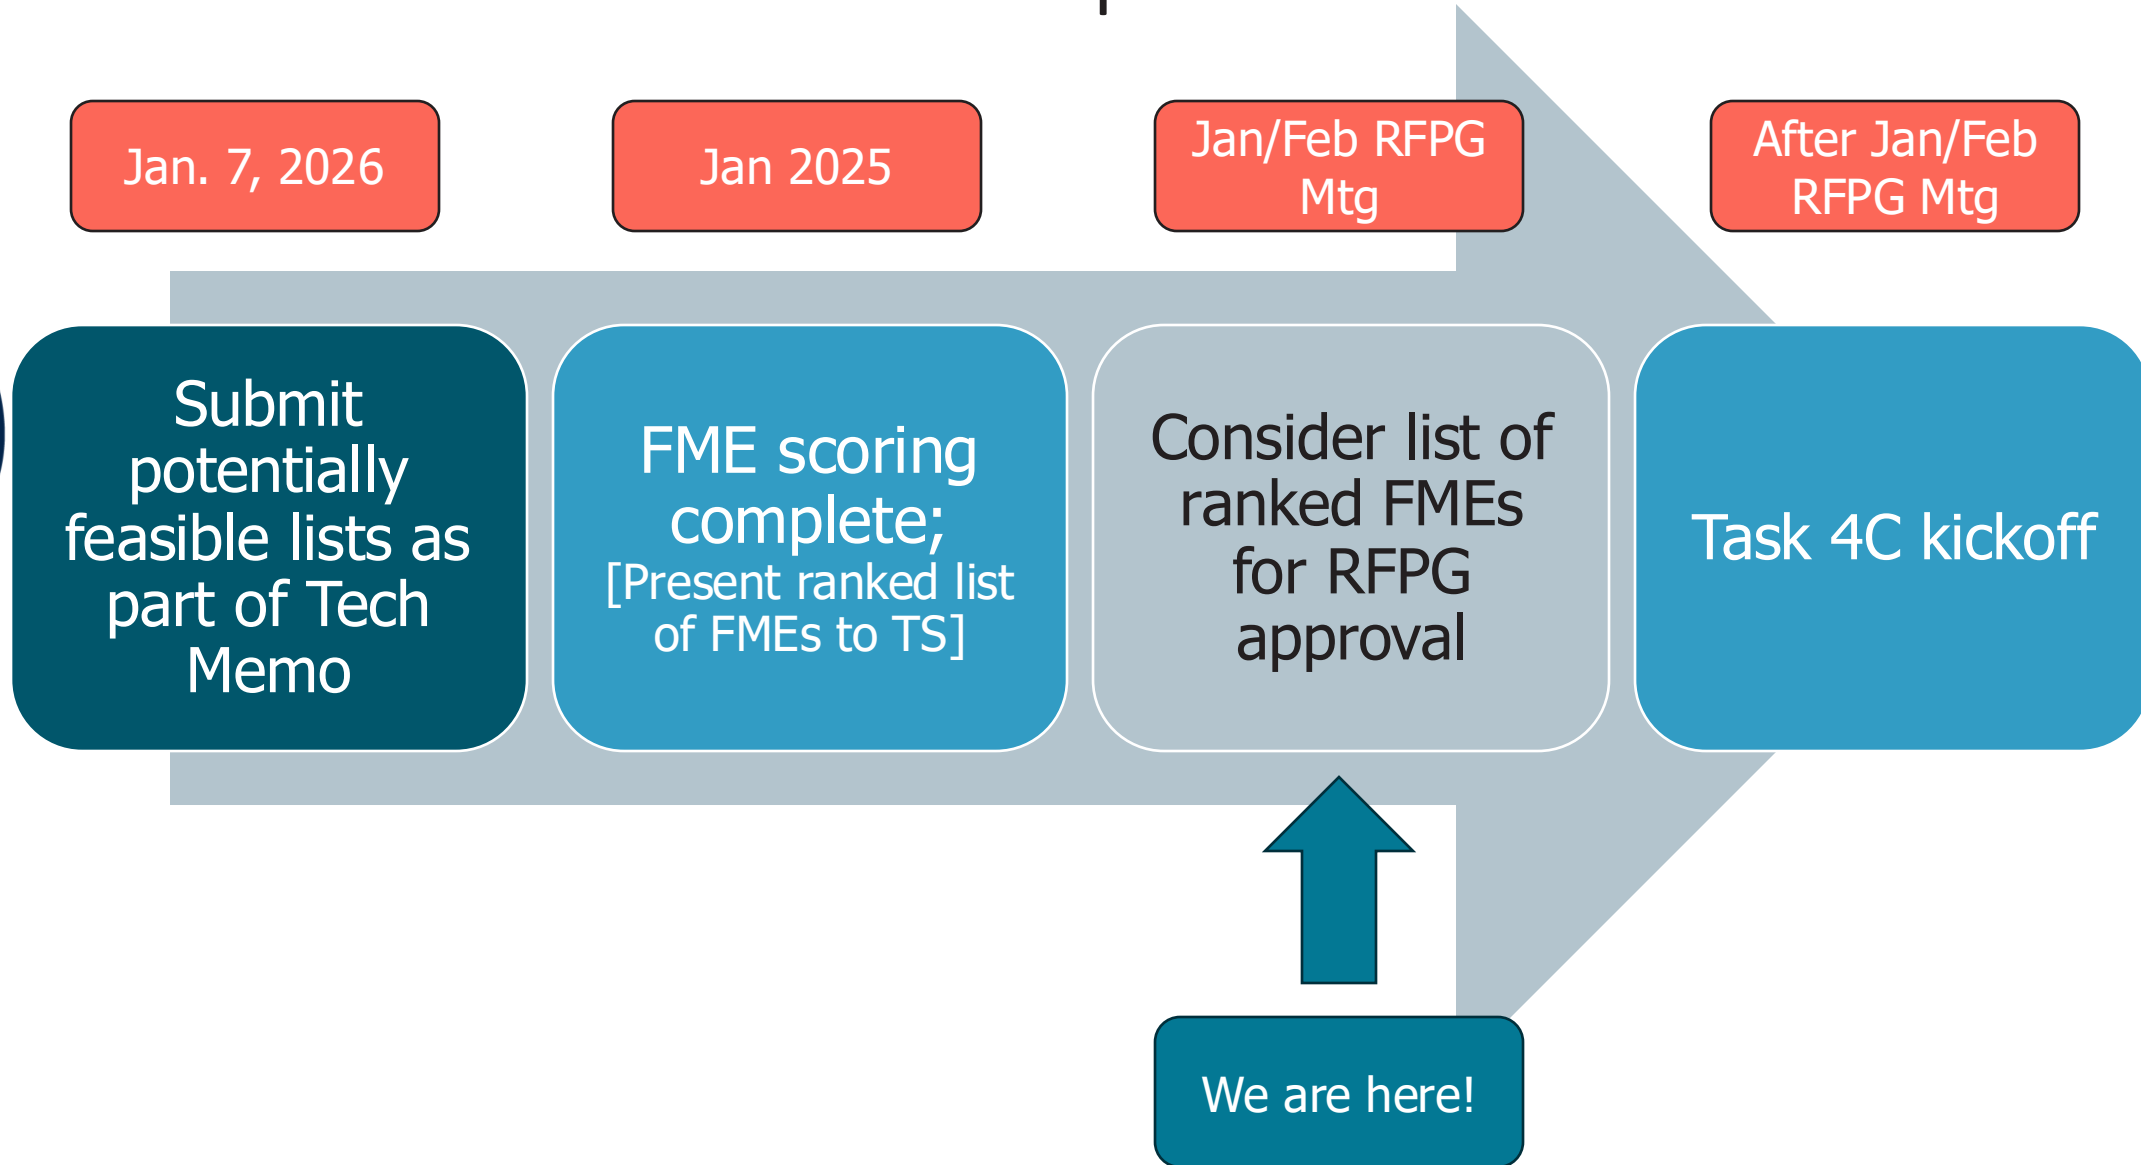 Jan. 7, 2026
Jan 2025
Jan/Feb RFPG
Mtg
After Jan/Feb
RFPG Mtg
Submit
potentially
feasible lists as
part of Tech
Memo
FME scoring
complete;
[Present ranked list
of FMEs to TS]
Consider list of
ranked FMEs
for RFPG
approval
Task 4C kickoff
We are here!